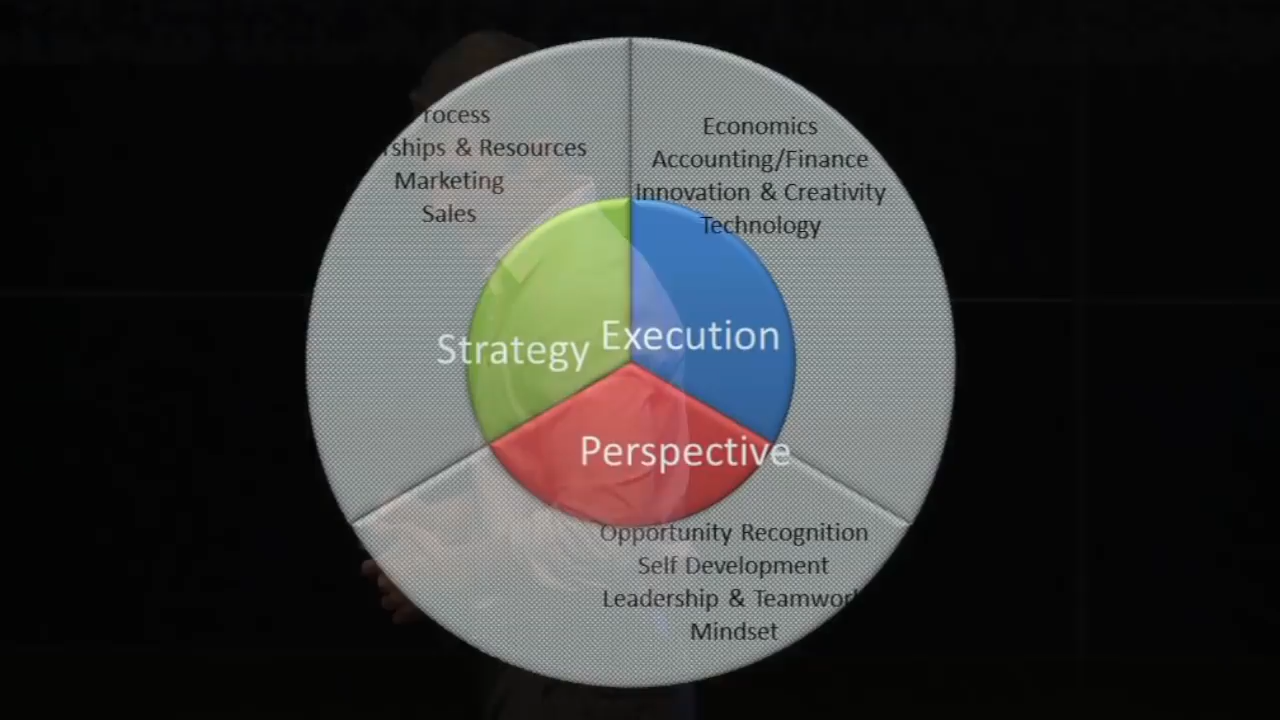 rocess
rships & Resources
Marketing
Sales
Economics
Accounting/Finance
Innovation & Creativity
Technology
Strategy
Execution
Perspective
Opportunity Recognition
Self Development
Leadership & Teamwork
Mindset